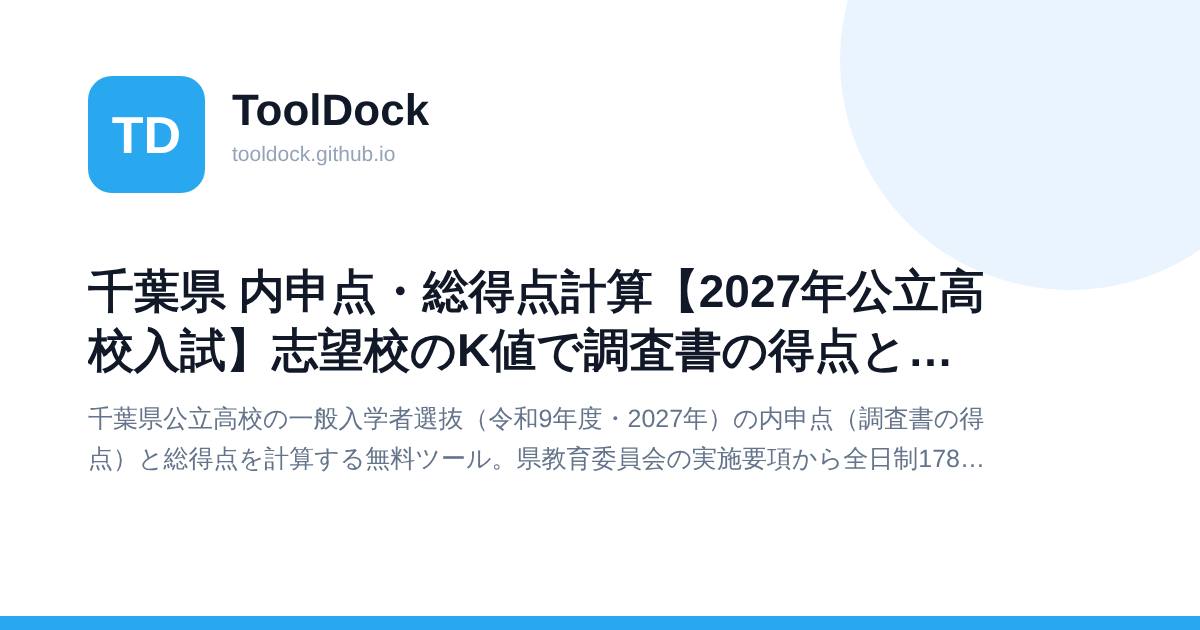 TD
ToolDock
tooldock.github.io
千葉県 内申点・総得点計算【2027年公立高
校入試】志望校のK値で調査書の得点と…
千葉県公立高校の一般入学者選抜（令和9年度・2027年）の内申点（調査書の得
点）と総得点を計算する無料ツール。県教育委員会の実施要項から全日制178…